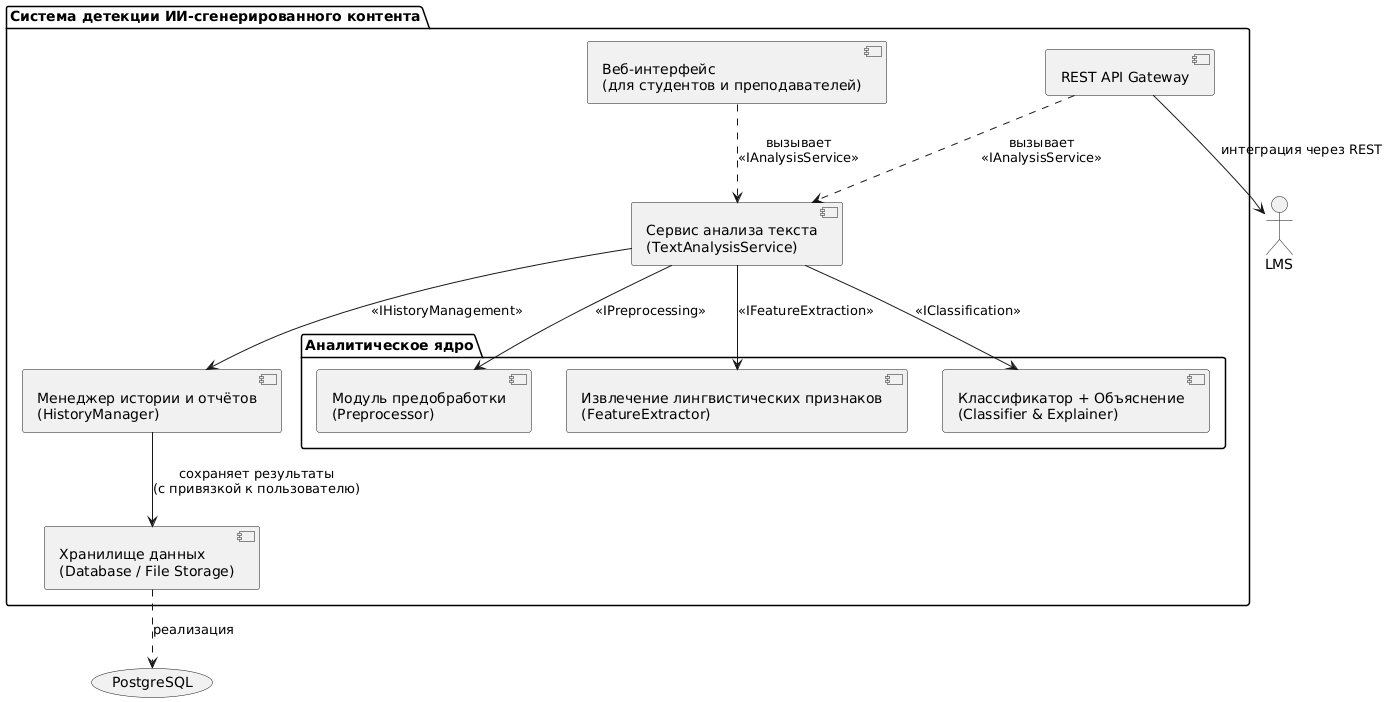 Система детекции ИИ-сгенерированного контента
Веб-интерфейс
(для студентов и преподавателей)
REST API Gateway
вызывает
«IAnalysisService»
вызывает
«IAnalysisService»
интеграция через REST
LMS
Сервис анализа текста
(TextAnalysisService)
«IHistoryManagement»
«IPreprocessing»
«IFeatureExtraction»
«IClassification»
Аналитическое ядро
Менеджер истории и отчётов
(HistoryManager)
Модуль предобработки
(Preprocessor)
Извлечение лингвистических признаков
(FeatureExtractor)
Классификатор + Объяснение
(Classifier & Explainer)
сохраняет результаты
(с привязкой к пользователю)
Хранилище данных
(Database / File Storage)
реализация
PostgreSQL